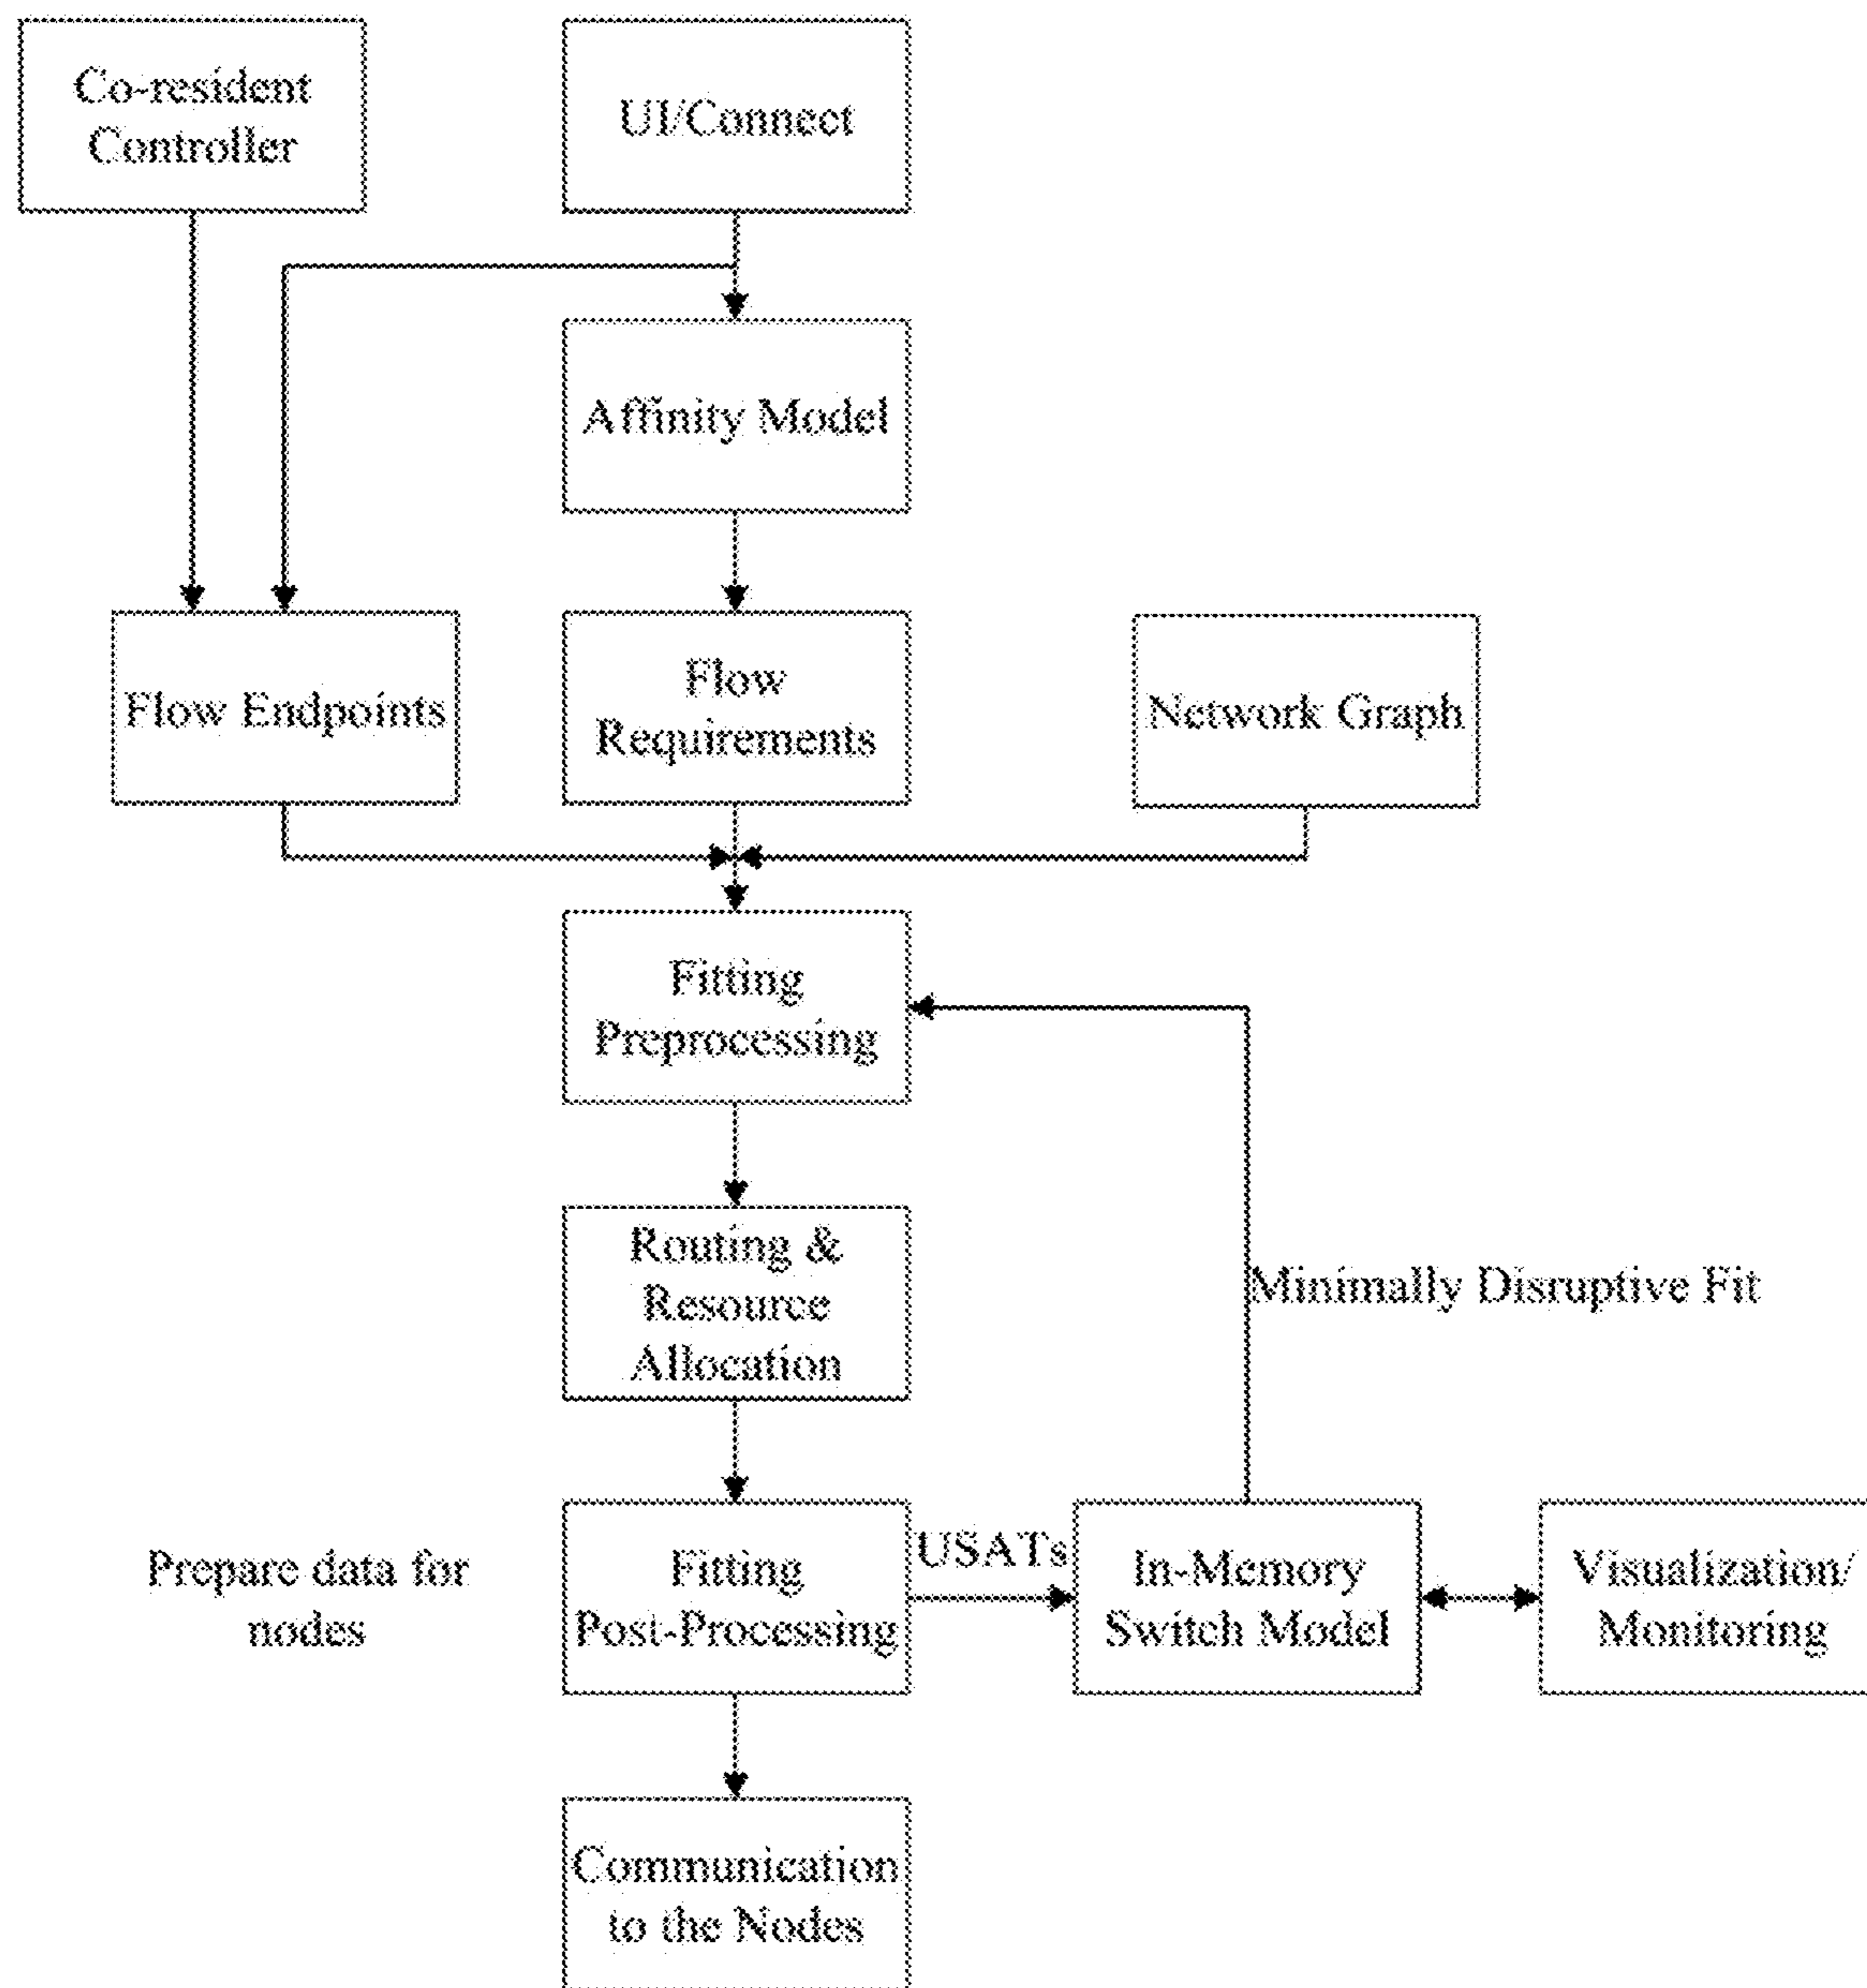 Co-resident
Controller
UI/Connect
Affinity Model
Flow Endpoints
Flow
Requirements
Network Graph
Fitting
Preprocessing
Routing &
Resource
Allocation
Minimally Disruptive Fit
Prepare data for
nodes
Fitting
Post-Processing
USATs
In-Memory
Switch Model
Visualization/
Monitoring
Communication
to the Nodes